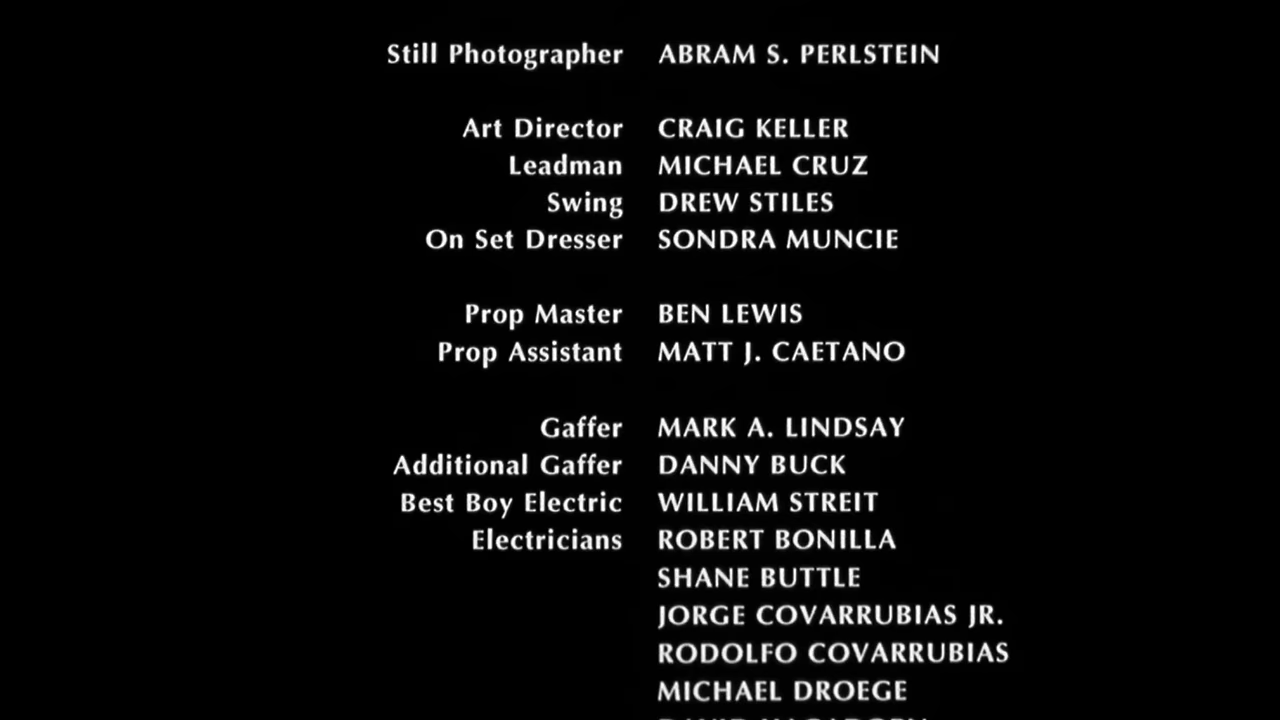 Still Photographer ABRAM S. PERLSTEIN
Art Director CRAIG KELLER
Leadman MICHAEL CRUZ
Swing DREW STILES
On Set Dresser SONDRA MUNCIE
Prop Master BEN LEWIS
Prop Assistant MATT J. CAETANO
Gaffer MARK A. LINDSAY
Additional Gaffer DANNY BUCK
Best Boy Electric WILLIAM STREIT
Electricians ROBERT BONILLA
SHANE BUTTLE
JORGE COVARRUBIAS JR.
RODOLFO COVARRUBIAS
MICHAEL DROEGE